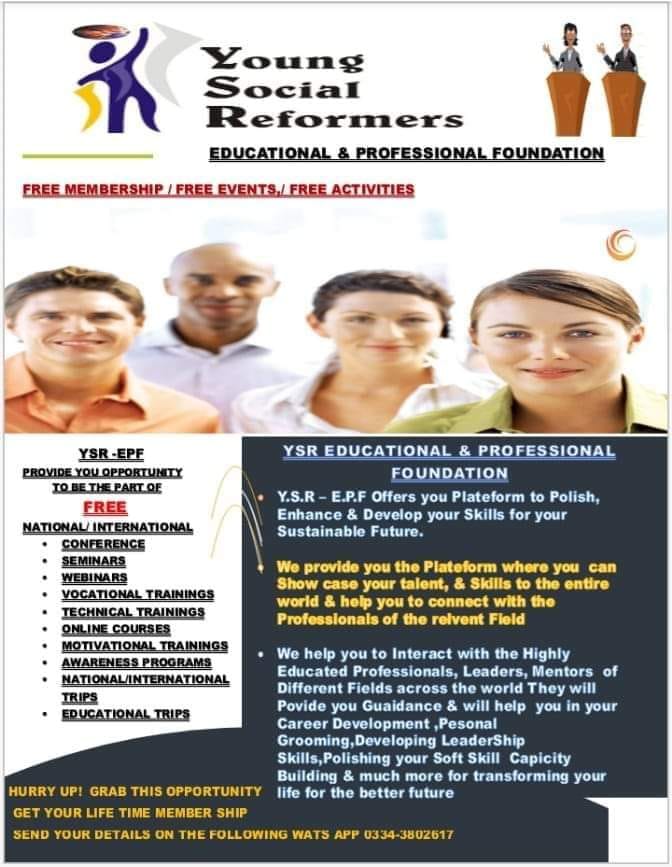 Young
Social
Reformers
EDUCATIONAL & PROFESSIONAL FOUNDATION
FREE MEMBERSHIP / FREE EVENTS,/ FREE ACTIVITIES
YSR -EPF
PROVIDE YOU OPPORTUNITY
TO BE THE PART OF
FREE
NATIONAL/ INTERNATIONAL
• CONFERENCE
• SEMINARS
• WEBINARS
• VOCATIONAL TRAININGS
• TECHNICAL TRAININGS
• ONLINE COURSES
• MOTIVATIONAL TRAININGS
• AWARENESS PROGRAMS
• NATIONAL/INTERNATIONAL
TRIPS
• EDUCATIONAL TRIPS
YSR EDUCATIONAL & PROFESSIONAL
FOUNDATION
• Y.S.R – E.P.F Offers you Plateform to Polish,
Enhance & Develop your Skills for your
Sustainable Future.
• We provide you the Plateform where you can
Show case your talent, & Skills to the entire
world & help you to connect with the
Professionals of the relvent Field
• We help you to Interact with the Highly
Educated Professionals, Leaders, Mentors of
Different Fields across the world They will
Povide you Guaidance & will help you in your
Career Development ,Pesonal
Grooming,Developing LeaderShip
Skills,Polishing your Soft Skill Capicity
Building & much more for transforming your
life for the better future
HURRY UP! GRAB THIS OPPORTUNITY
GET YOUR LIFE TIME MEMBER SHIP
SEND YOUR DETAILS ON THE FOLLOWING WATS APP 0334-3802617